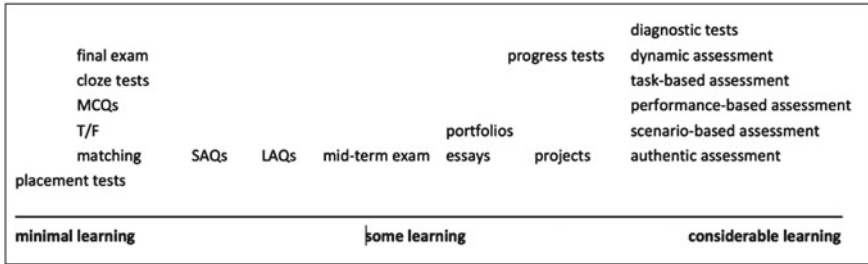 diagnostic tests
final exam progress tests dynamic assessment
cloze tests task-based assessment
MCQs performance-based assessment
T/F portfolios scenario-based assessment
matching SAQs LAQs mid-term exam essays projects authentic assessment
placement tests
minimal learning some learning considerable learning